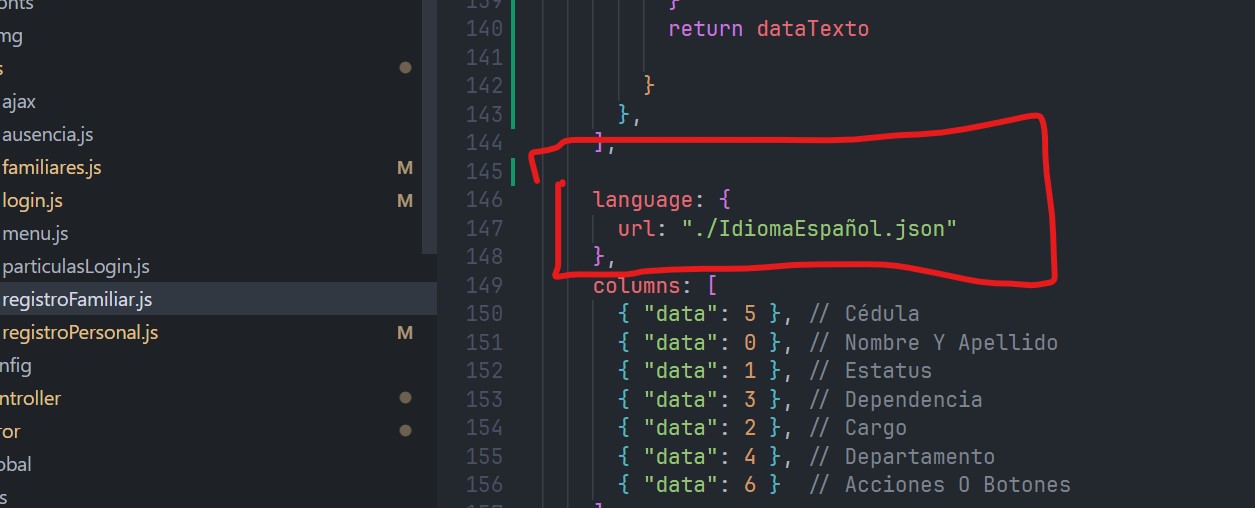 onts
mg
s
ajax
ausencia.js
familiares.js M
login.js M
menu.js
particulasLogin.js
registroFamiliar.js
registroPersonal.js M
nfig
ntroller
ror
obal
s
139 }
140 return dataTexto
141
142 }
143 },
144 ],
145
146 language: {
147 url: "./IdiomaEspañol.json"
148 },
149 columns: [
150 { "data": 5 }, // Cédula
151 { "data": 0 }, // Nombre Y Apellido
152 { "data": 1 }, // Estatus
153 { "data": 3 }, // Dependencia
154 { "data": 2 }, // Cargo
155 { "data": 4 }, // Departamento
156 { "data": 6 } // Acciones O Botones